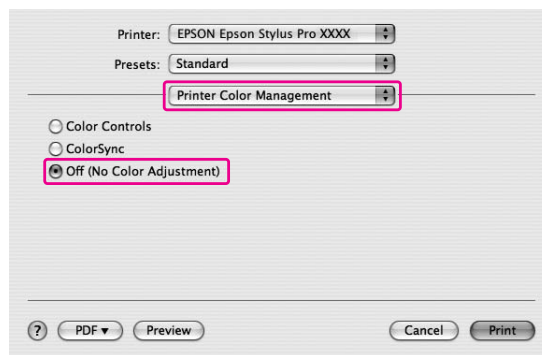 Printer: EPSON Epson Stylus Pro XXXX
Presets: Standard
Printer Color Management
Color Controls
ColorSync
Off (No Color Adjustment)
? PDF ▼ Preview Cancel Print